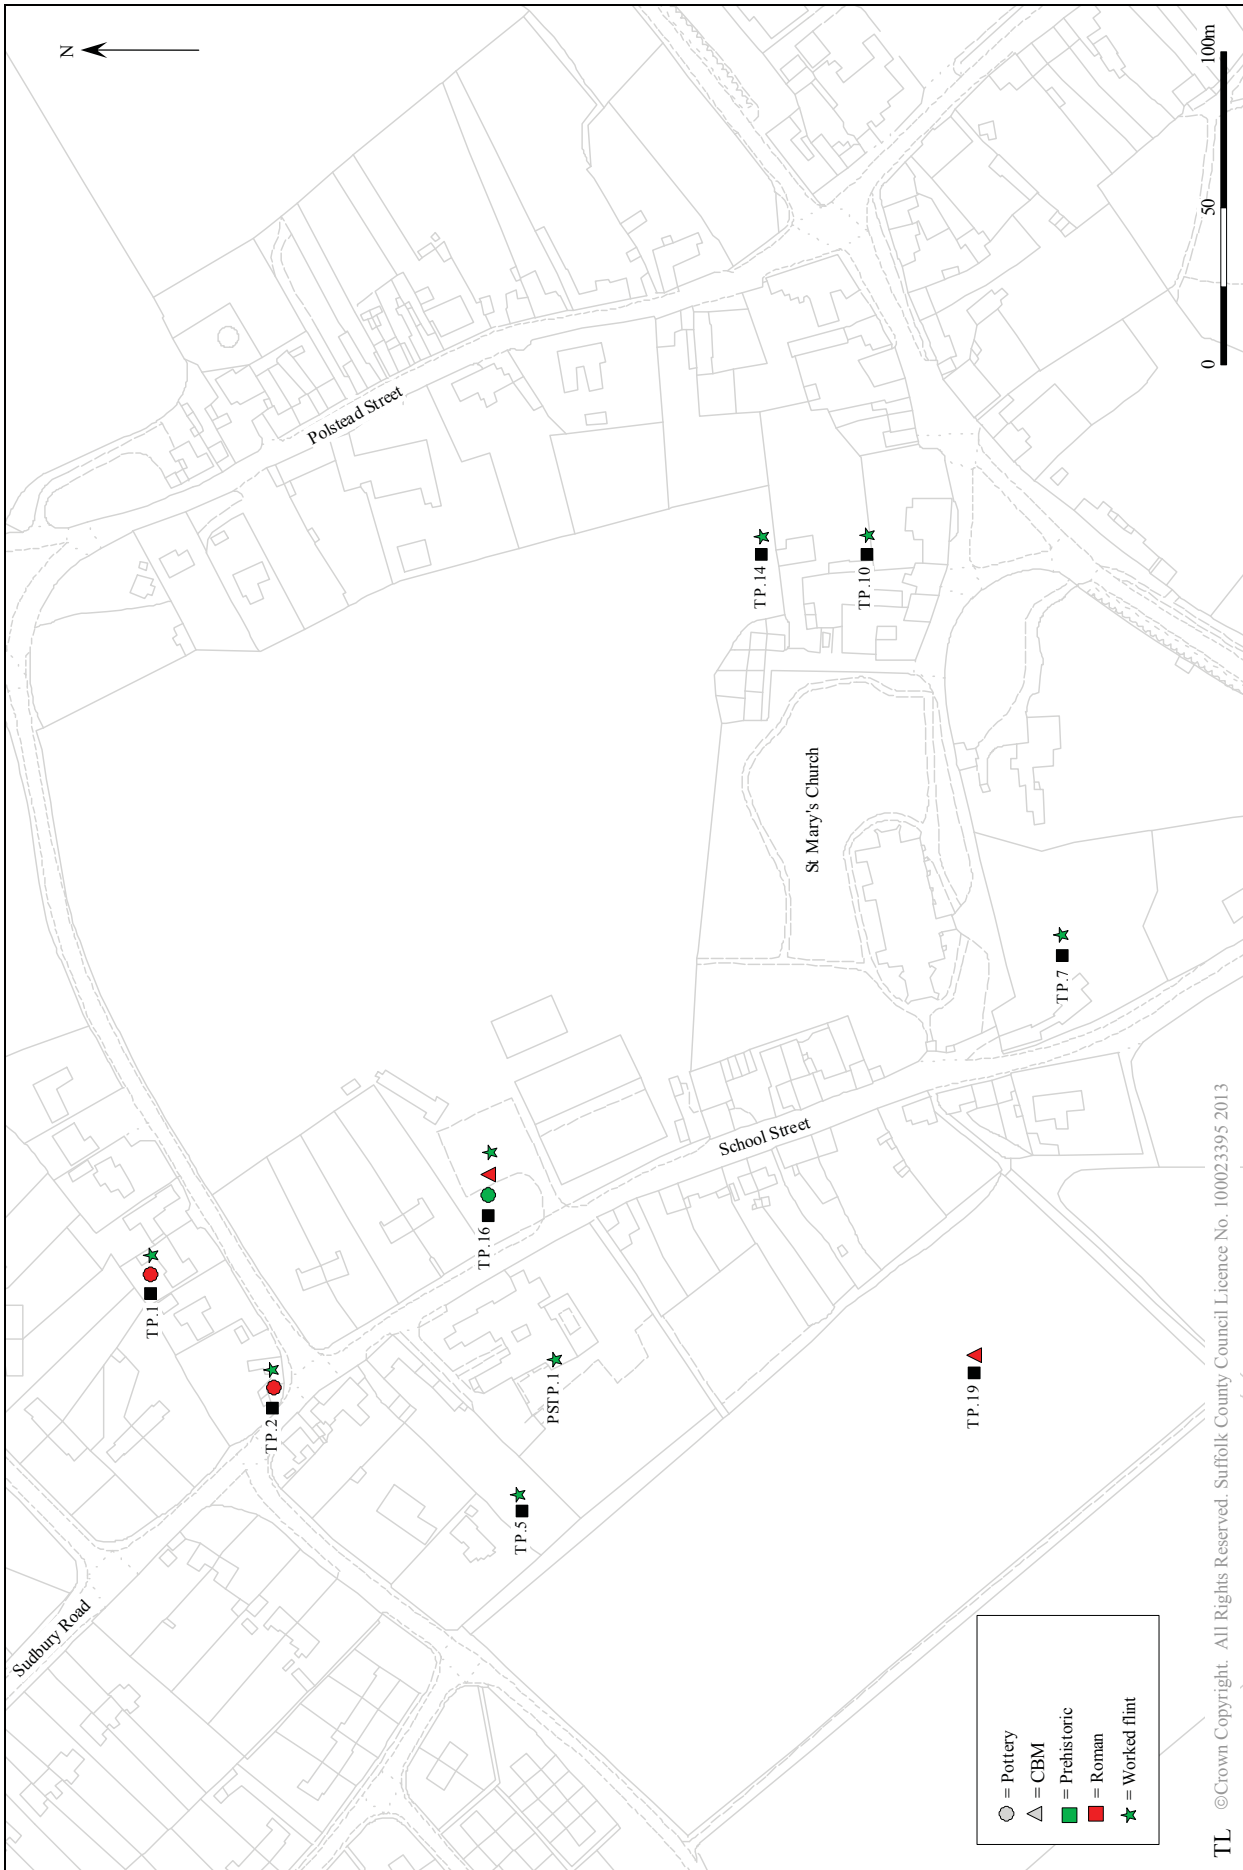 N
Sudbury Road
Polstead Street
TP.1
TP.2
TP.16
TP.5
PSTP.1
School Street
TP.14
TP.10
St Mary's Church
TP.19
TP.7
= Pottery
= CBM
= Prehistoric
= Roman
= Worked flint
0 50 100m
TL ©Crown Copyright. All Rights Reserved. Suffolk County Council Licence No. 100023395 2013